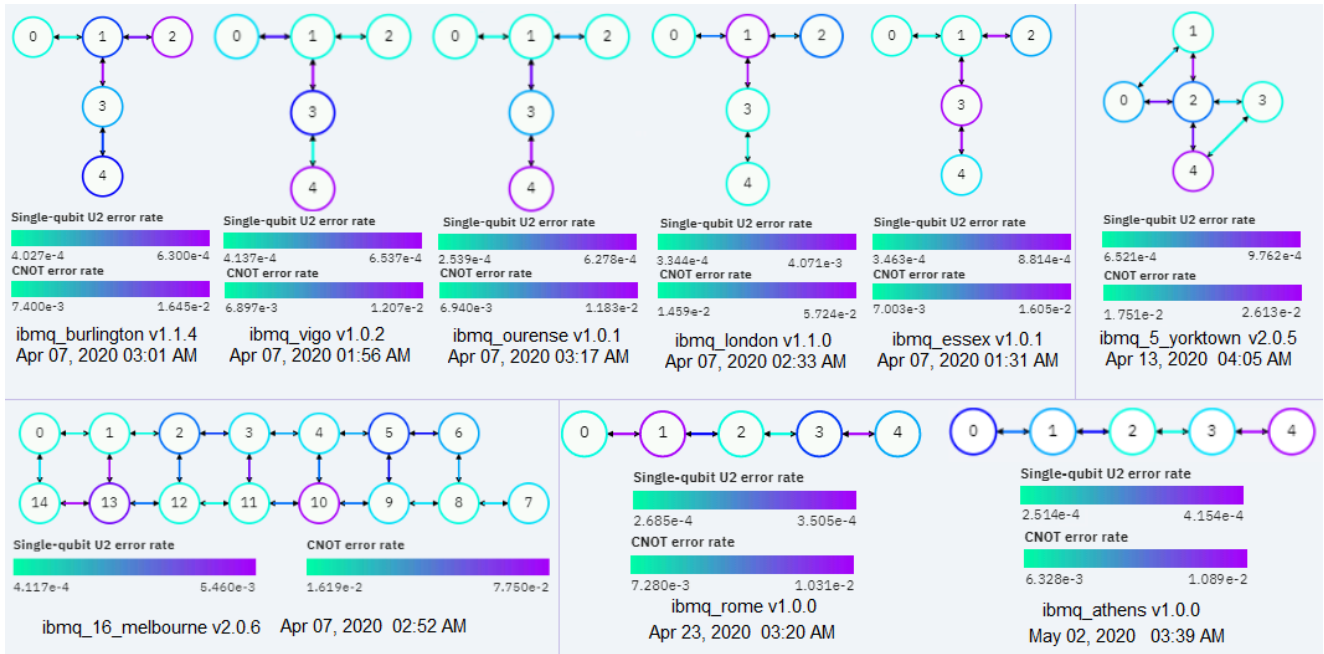 0 1 2
3
4
Single-qubit U2 error rate
4.027e-4 6.300e-4
CNOT error rate
7.400e-3 1.645e-2
ibmq_burlington v1.1.4
Apr 07, 2020 03:01 AM
0 1 2
3
4
Single-qubit U2 error rate
4.137e-4 6.537e-4
CNOT error rate
6.897e-3 1.207e-2
ibmq_vigo v1.0.2
Apr 07, 2020 01:56 AM
0 1 2
3
4
Single-qubit U2 error rate
2.539e-4 6.278e-4
CNOT error rate
6.940e-3 1.183e-2
ibmq_ourense v1.0.1
Apr 07, 2020 03:17 AM
0 1 2
3
4
Single-qubit U2 error rate
3.344e-4 4.071e-3
CNOT error rate
1.459e-2 5.724e-2
ibmq_london v1.1.0
Apr 07, 2020 02:33 AM
0 1 2
3
4
Single-qubit U2 error rate
3.463e-4 8.814e-4
CNOT error rate
7.003e-3 1.605e-2
ibmq_essex v1.0.1
Apr 07, 2020 01:31 AM
1
0 2 3
4
Single-qubit U2 error rate
6.521e-4 9.762e-4
CNOT error rate
1.751e-2 2.613e-2
ibmq_5_yorktown v2.0.5
Apr 13, 2020 04:05 AM
0 1 2 3 4 5 6
14 13 12 11 10 9 8 7
Single-qubit U2 error rate CNOT error rate
4.117e-4 5.460e-3 1.619e-2 7.750e-2
ibmq_16_melbourne v2.0.6 Apr 07, 2020 02:52 AM
0 1 2 3 4
Single-qubit U2 error rate
2.685e-4 3.505e-4
CNOT error rate
7.280e-3 1.031e-2
ibmq_rome v1.0.0
Apr 23, 2020 03:20 AM
0 1 2 3 4
Single-qubit U2 error rate
2.514e-4 4.154e-4
CNOT error rate
6.328e-3 1.089e-2
ibmq_athens v1.0.0
May 02, 2020 03:39 AM